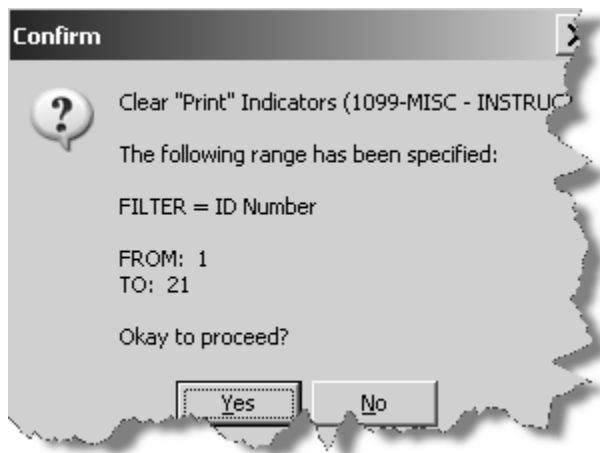 Confirm
Clear "Print" Indicators (1099-MISC - 
The following range has been specified:
FILTER = ID Number
FROM: 1
TO: 21
Okay to proceed?
Yes
No